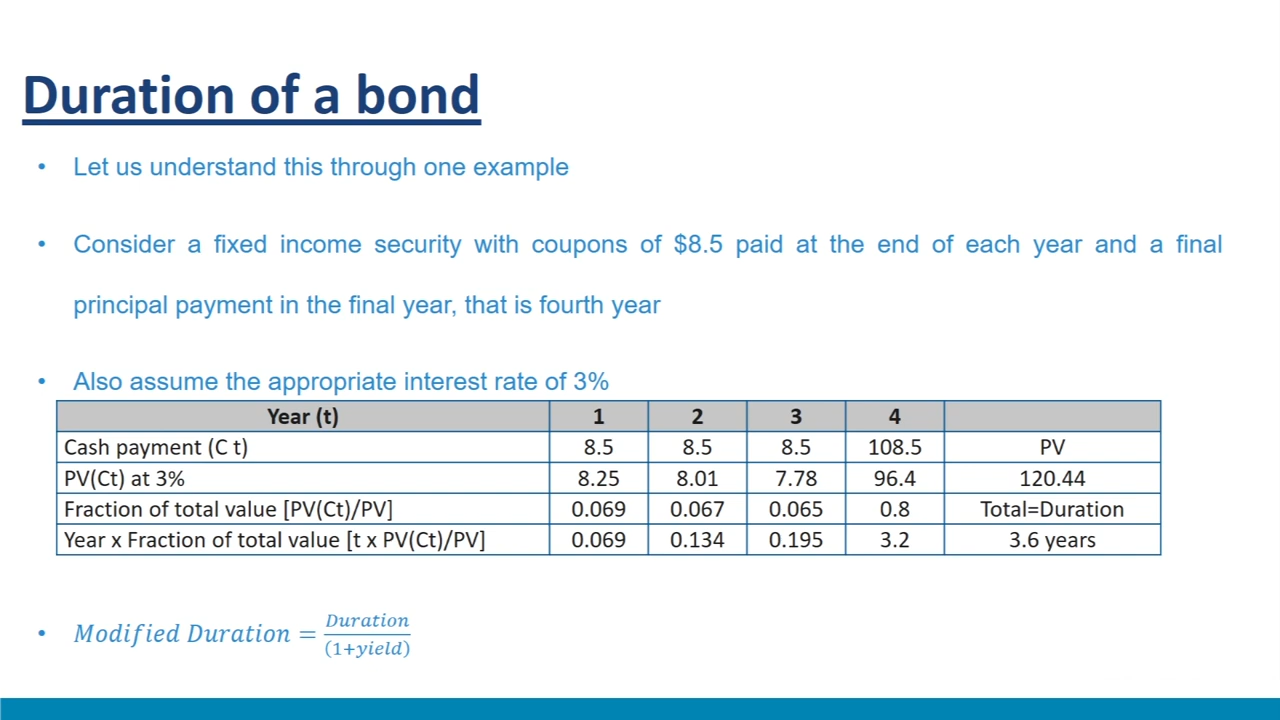 Duration of a bond
• Let us understand this through one example
• Consider a fixed income security with coupons of $8.5 paid at the end of each year and a final
principal payment in the final year, that is fourth year
• Also assume the appropriate interest rate of 3%
Year (t) 1 2 3 4
Cash payment (C t) 8.5 8.5 8.5 108.5 PV
PV(Ct) at 3% 8.25 8.01 7.78 96.4 120.44
Fraction of total value [PV(Ct)/PV] 0.069 0.067 0.065 0.8 Total=Duration
Year x Fraction of total value [t x PV(Ct)/PV] 0.069 0.134 0.195 3.2 3.6 years
• Modified Duration = Duration / (1+yield)